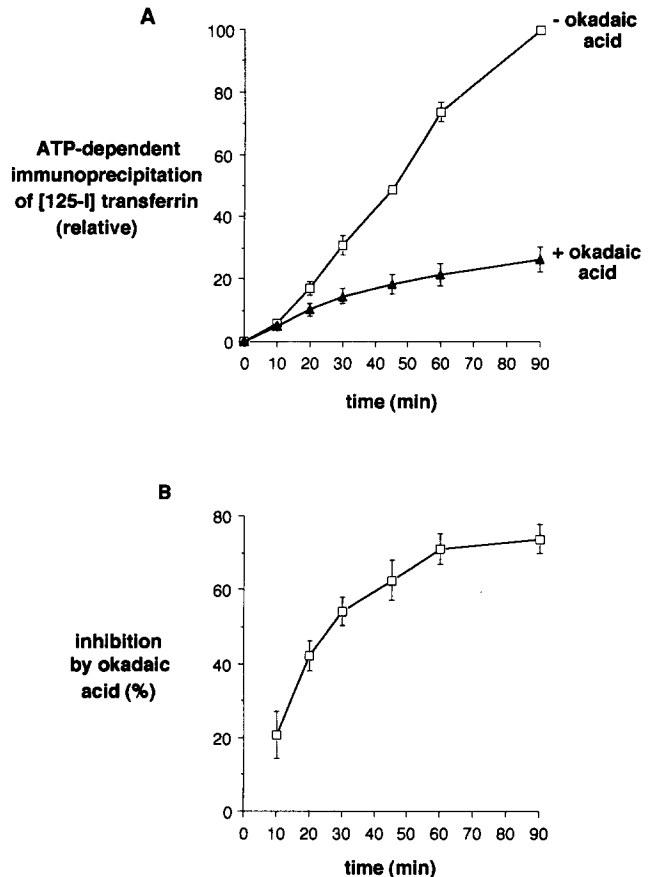 A
100
80
60
40
20
0
ATP-dependent
immunoprecipitation
of [125-I] transferrin
(relative)
- okadaic
acid
+ okadaic
acid
0 10 20 30 40 50 60 70 80 90
time (min)
B
80
60
40
20
0
inhibition
by okadaic
acid (%)
0 10 20 30 40 50 60 70 80 90
time (min)